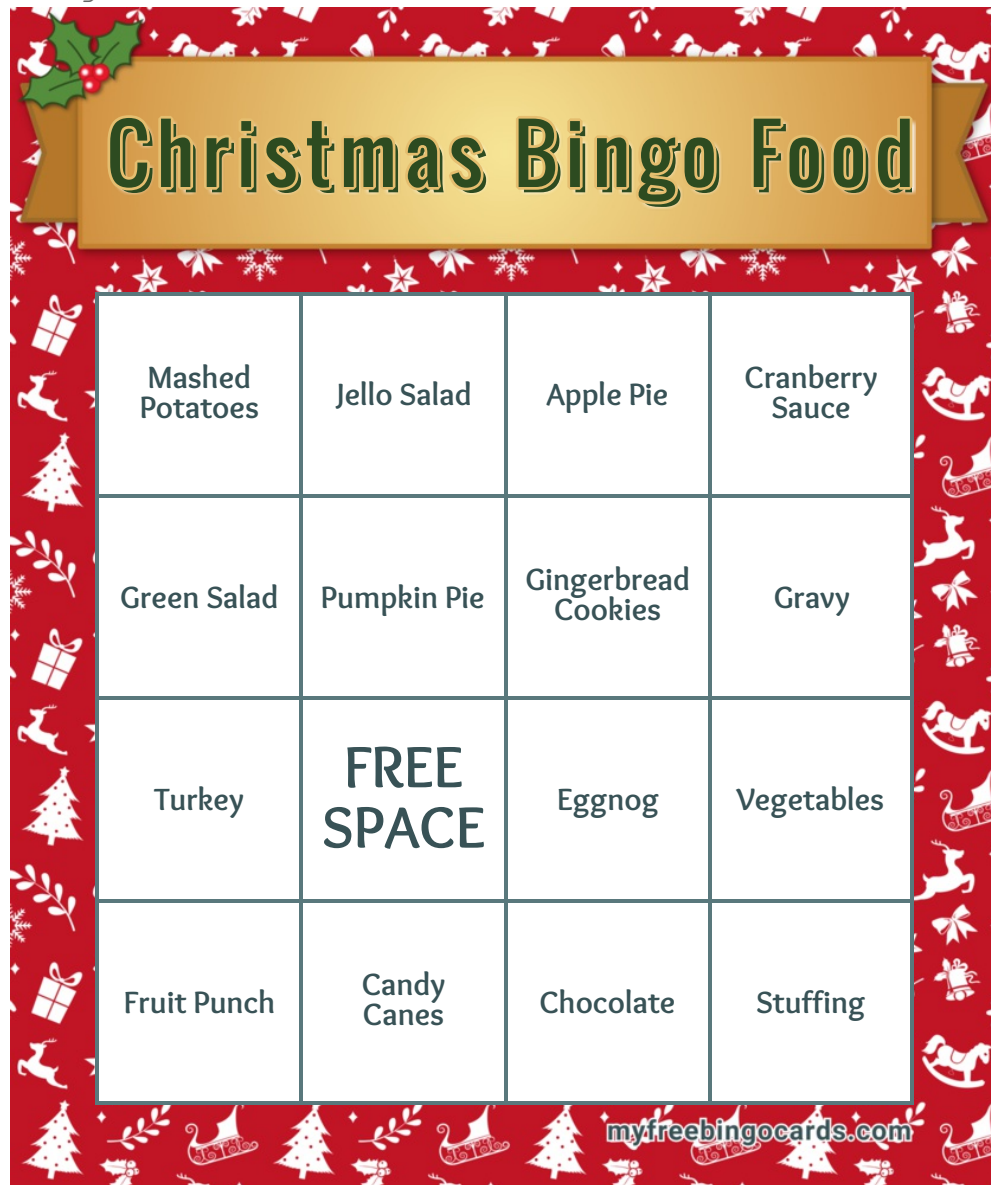 Christmas Bingo Food
Mashed
Potatoes
Jello Salad
Apple Pie
Cranberry
Sauce
Green Salad
Pumpkin Pie
Gingerbread
Cookies
Gravy
Turkey
FREE
SPACE
Eggnog
Vegetables
Fruit Punch
Candy
Canes
Chocolate
Stuffing
myfreebingocards.com